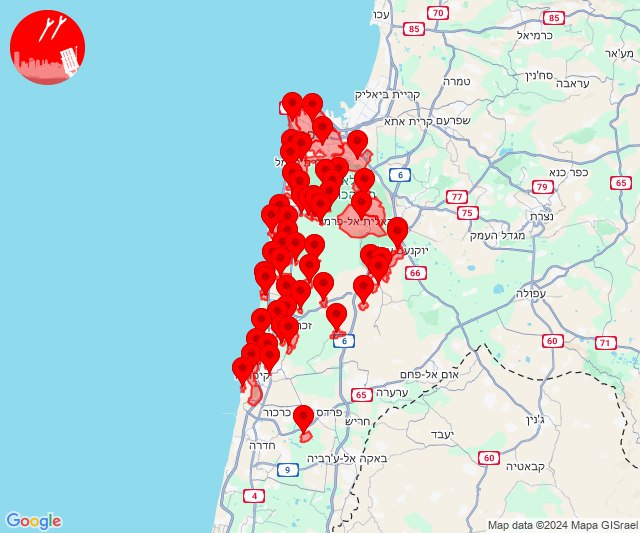 עכו
70
85
85
כרמיאל
מע'אר
סח'נין
טמרה
עראבה
קריית ביאליק
שפרעם
קרית אתא
6
כפר כנא
79
65
77
75
נצרת
מגדל העמק
יוקנעם
66
עפולה
זכרון
6
60
71
אום אל-פחם
65
ערערה
כרכור
פרדס
חריש
ג'נין
יעבד
חדרה
60
באקה אל-ע'רביה
קבאטיה
9
4
Google
Map data ©2024 Mapa GISrael